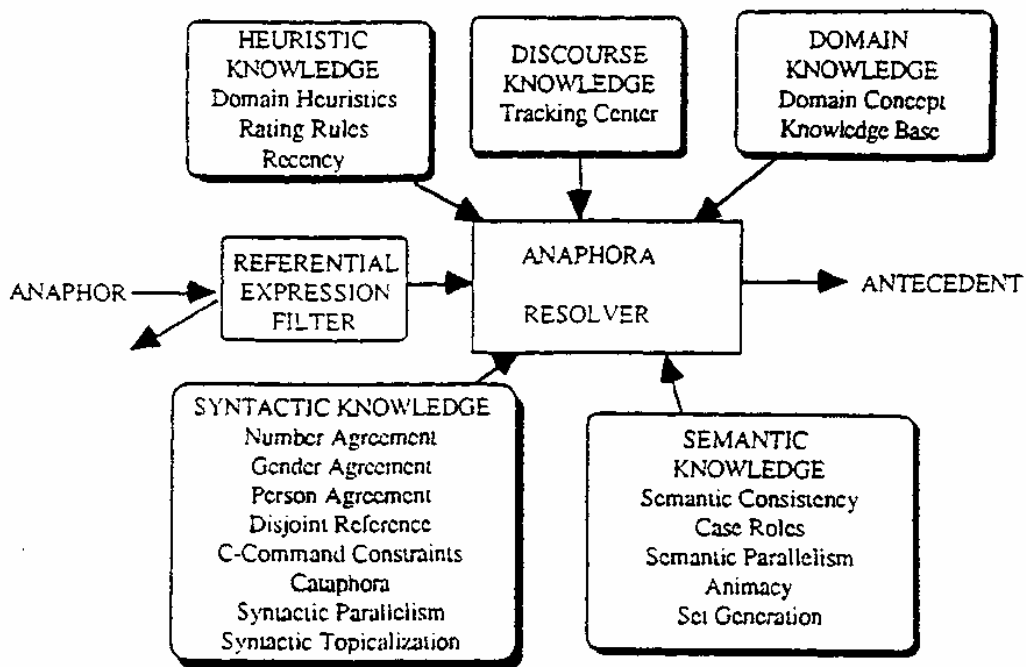 HEURISTIC
KNOWLEDGE
Domain Heuristics
Rating Rules
Recency
DISCOURSE
KNOWLEDGE
Tracking Center
DOMAIN
KNOWLEDGE
Domain Concept
Knowledge Base
ANAPHOR
REFERENTIAL
EXPRESSION
FILTER
ANAPHORA
RESOLVER
ANTECEDENT
SYNTACTIC KNOWLEDGE
Number Agreement
Gender Agreement
Person Agreement
Disjoint Reference
C-Command Constraints
Cataphora
Syntactic Parallelism
Syntactic Topicalization
SEMANTIC
KNOWLEDGE
Semantic Consistency
Case Roles
Semantic Parallelism
Animacy
Set Generation